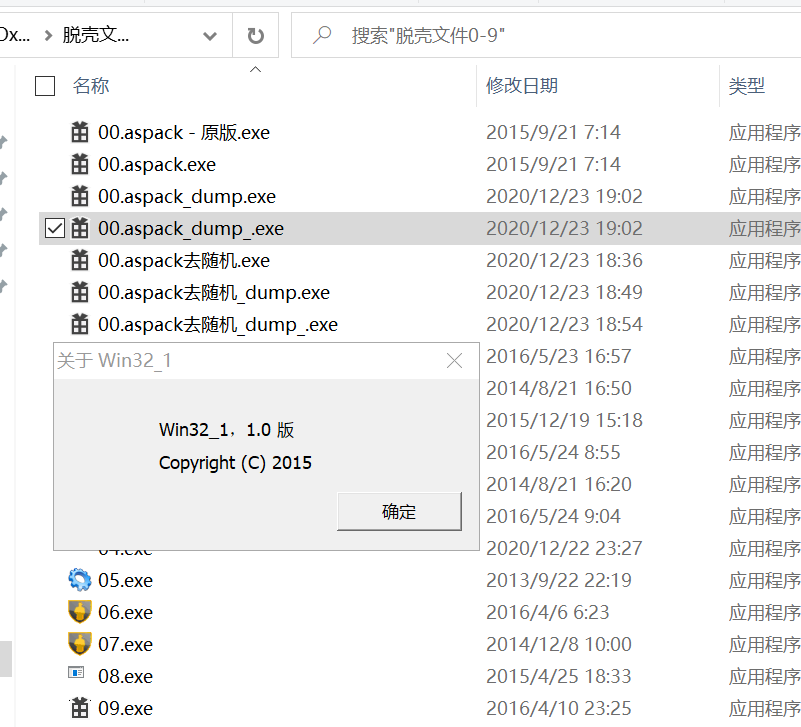 Ox... > 脱壳文...
搜索"脱壳文件0-9"
名称 修改日期 类型
00.aspack - 原版.exe 2015/9/21 7:14 应用程序
00.aspack.exe 2015/9/21 7:14 应用程序
00.aspack_dump.exe 2020/12/23 19:02 应用程序
00.aspack_dump_.exe 2020/12/23 19:02 应用程序
00.aspack去随机.exe 2020/12/23 18:36 应用程序
00.aspack去随机_dump.exe 2020/12/23 18:49 应用程序
00.aspack去随机_dump_.exe 2020/12/23 18:54 应用程序
关于 Win32_1
2016/5/23 16:57 应用程序
2014/8/21 16:50 应用程序
Win32_1，1.0 版
2015/12/19 15:18 应用程序
Copyright (C) 2015
2016/5/24 8:55 应用程序
2014/8/21 16:20 应用程序
确定
2016/5/24 9:04 应用程序
04.exe 2020/12/22 23:27 应用程序
05.exe 2013/9/22 22:19 应用程序
06.exe 2016/4/6 6:23 应用程序
07.exe 2014/12/8 10:00 应用程序
08.exe 2015/4/25 18:33 应用程序
09.exe 2016/4/10 23:25 应用程序